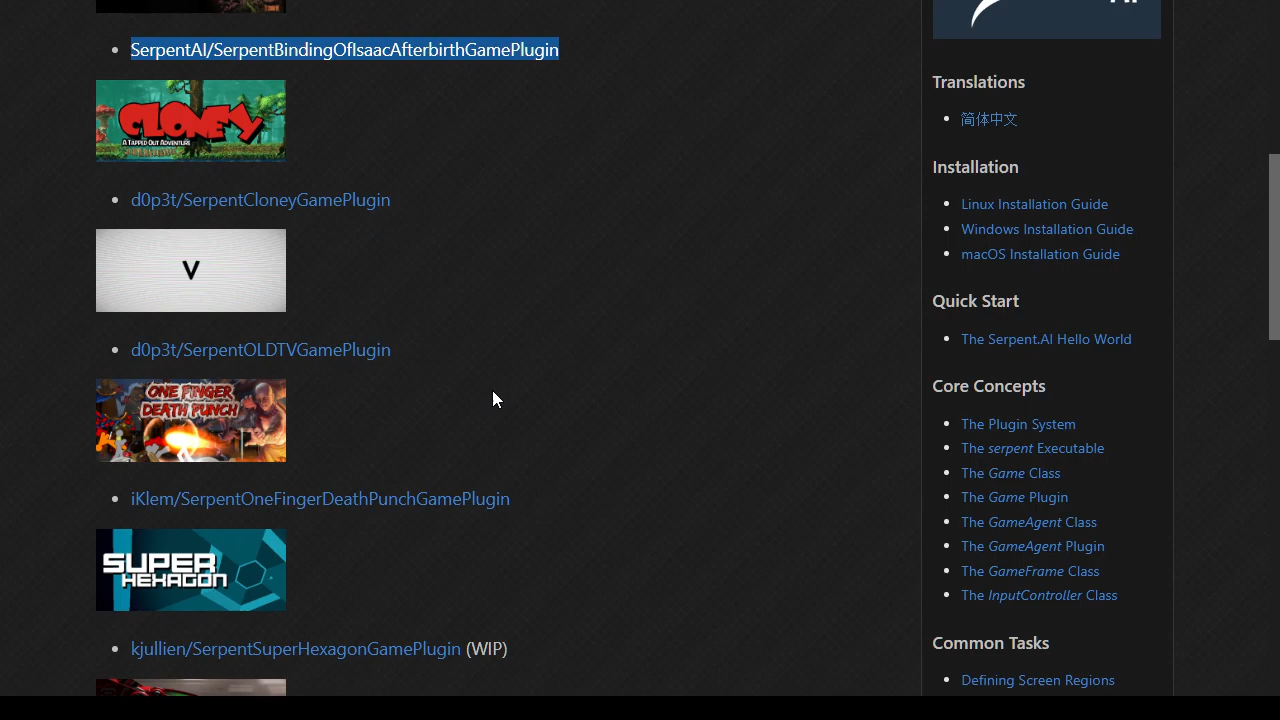 SerpentAI/SerpentBindingOfIsaacAfterbirthGamePlugin
CLONEY
A TAPPED OUT ADVENTURE
d0p3t/SerpentCloneyGamePlugin
V
d0p3t/SerpentOLDTVGamePlugin
ONE FINGER
DEATH PUNCH
iKlem/SerpentOneFingerDeathPunchGamePlugin
SUPER
HEXAGON
kjullien/SerpentSuperHexagonGamePlugin (WIP)
Translations
简体中文
Installation
Linux Installation Guide
Windows Installation Guide
macOS Installation Guide
Quick Start
The Serpent.AI Hello World
Core Concepts
The Plugin System
The serpent Executable
The Game Class
The Game Plugin
The GameAgent Class
The GameAgent Plugin
The GameFrame Class
The InputController Class
Common Tasks
Defining Screen Regions